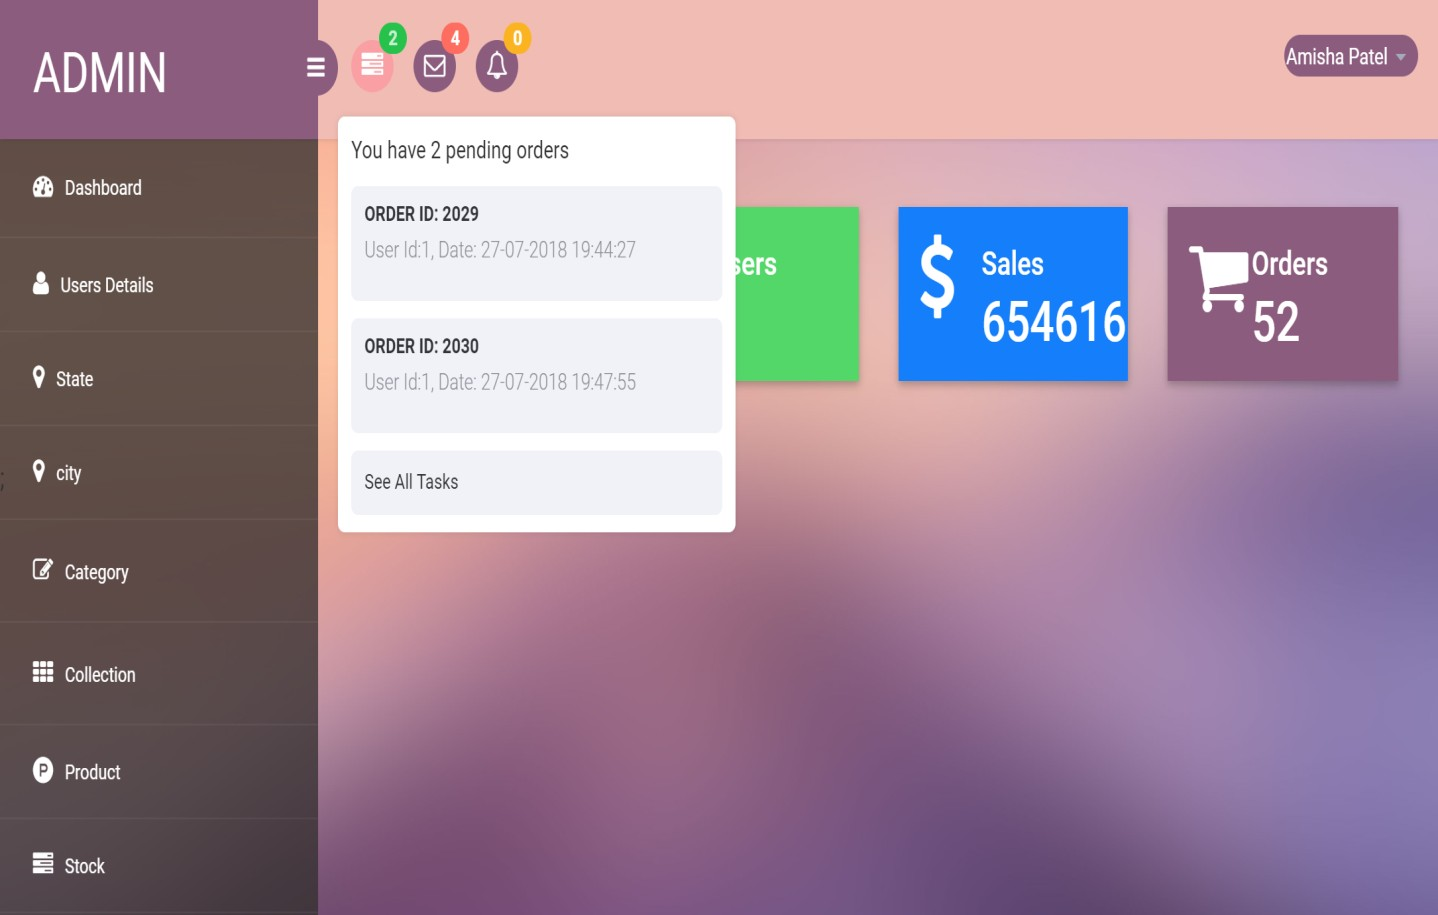 ADMIN
2
4
0
Amisha Patel
Dashboard
Users Details
State
city
;
Category
Collection
P
Product
Stock
You have 2 pending orders
ORDER ID: 2029
User Id:1, Date: 27-07-2018 19:44:27
ORDER ID: 2030
User Id:1, Date: 27-07-2018 19:47:55
See All Tasks
sers
$
Sales
654616
Orders
52